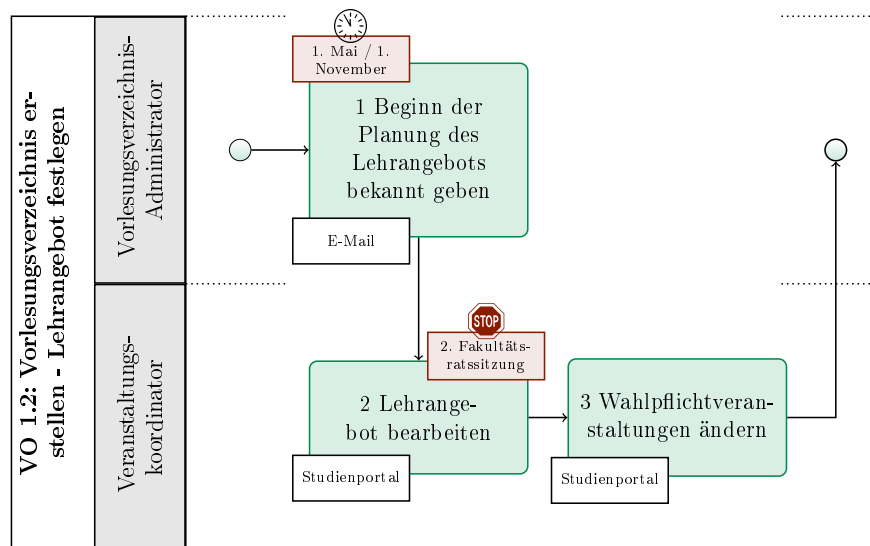 VO 1.2: Vorlesungsverzeichnis er-
stellen - Lehrangebot festlegen
Vorlesungsverzeichnis-
Administrator
1. Mai / 1.
November
1 Beginn der
Planung des
Lehrangebots
bekannt geben
E-Mail
Veranstaltungs-
koordinator
STOP
2. Fakultäts-
ratssitzung
2 Lehrange-
bot bearbeiten
Studienportal
3 Wahlpflichtveran-
staltungen ändern
Studienportal